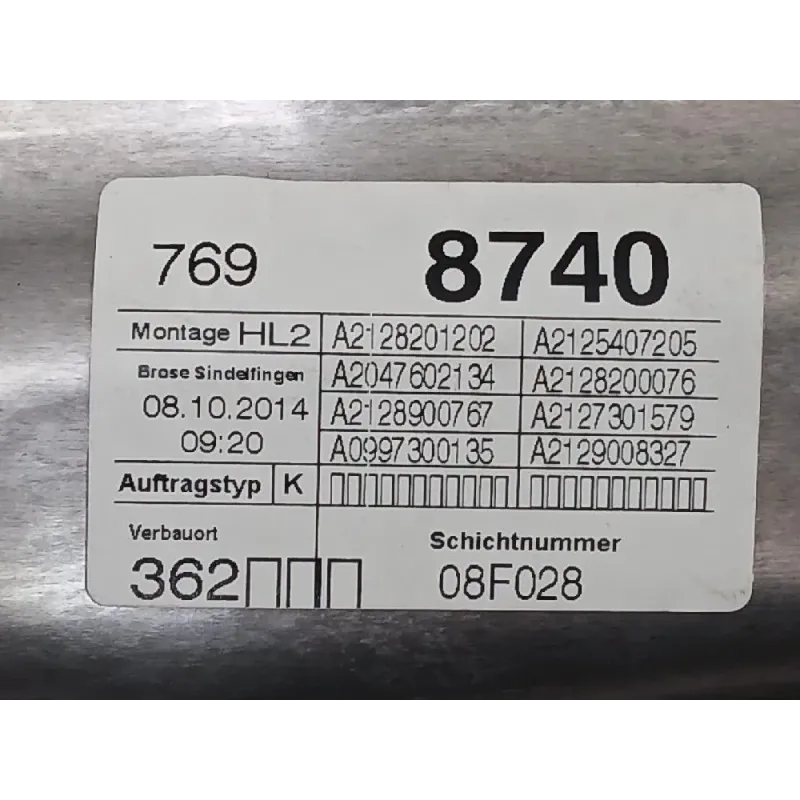 769 8740
Montage HL2 A2128201202 A2125407205
Brose Sindelfingen A2047602134 A2128200076
08.10.2014 A2128900767 A2127301579
09:20 A0997300135 A2129008327
Auftragstyp K ▯▯▯▯▯▯▯▯▯▯▯ ▯▯▯▯▯▯▯▯▯▯▯
Verbauort Schichtnummer
362▯▯▯ 08F028